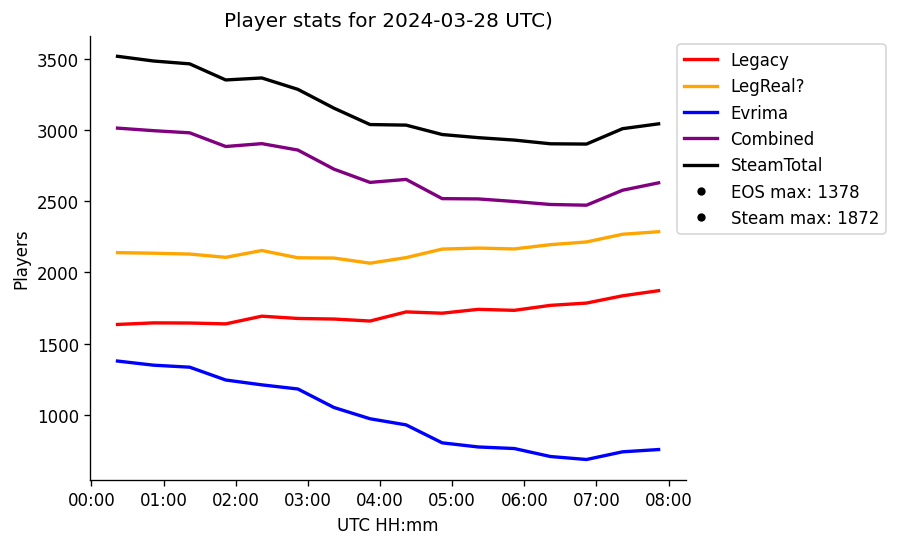 Player stats for 2024-03-28 UTC)
Players
3500
3000
2500
2000
1500
1000
00:00 01:00 02:00 03:00 04:00 05:00 06:00 07:00 08:00
UTC HH:mm
Legacy
LegReal?
Evrima
Combined
SteamTotal
EOS max: 1378
Steam max: 1872